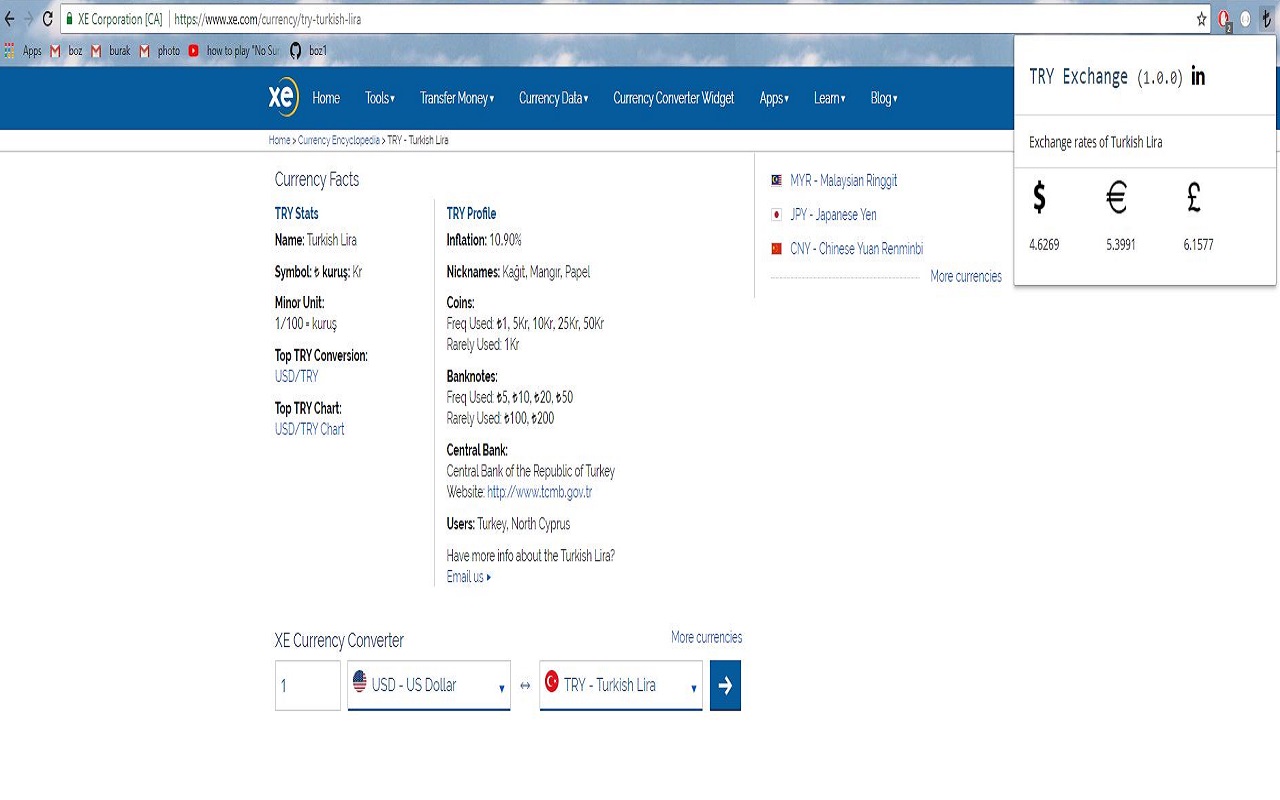 XE Corporation [CA] https://www.xe.com/currency/try-turkish-lira
Apps boz burak photo how to play "No Sur boz1
xe Home Tools Transfer Money Currency Data Currency Converter Widget Apps Learn Blog
Home > Currency Encyclopedia > TRY - Turkish Lira
Currency Facts
TRY Stats
Name: Turkish Lira
Symbol: ₺ kuruş: Kr
Minor Unit:
1/100 = kuruş
Top TRY Conversion:
USD/TRY
Top TRY Chart:
USD/TRY Chart
TRY Profile
Inflation: 10.90%
Nicknames: Kağıt, Mangır, Papel
Coins:
Freq Used: ₺1, 5Kr, 10Kr, 25Kr, 50Kr
Rarely Used: 1Kr
Banknotes:
Freq Used: ₺5, ₺10, ₺20, ₺50
Rarely Used: ₺100, ₺200
Central Bank:
Central Bank of the Republic of Turkey
Website: http://www.tcmb.gov.tr
Users: Turkey, North Cyprus
Have more info about the Turkish Lira?
Email us
MYR - Malaysian Ringgit
JPY - Japanese Yen
CNY - Chinese Yuan Renminbi
More currencies
TRY Exchange (1.0.0) in
Exchange rates of Turkish Lira
$ € £
4.6269 5.3991 6.1577
XE Currency Converter
More currencies
1 USD - US Dollar ↔ TRY - Turkish Lira